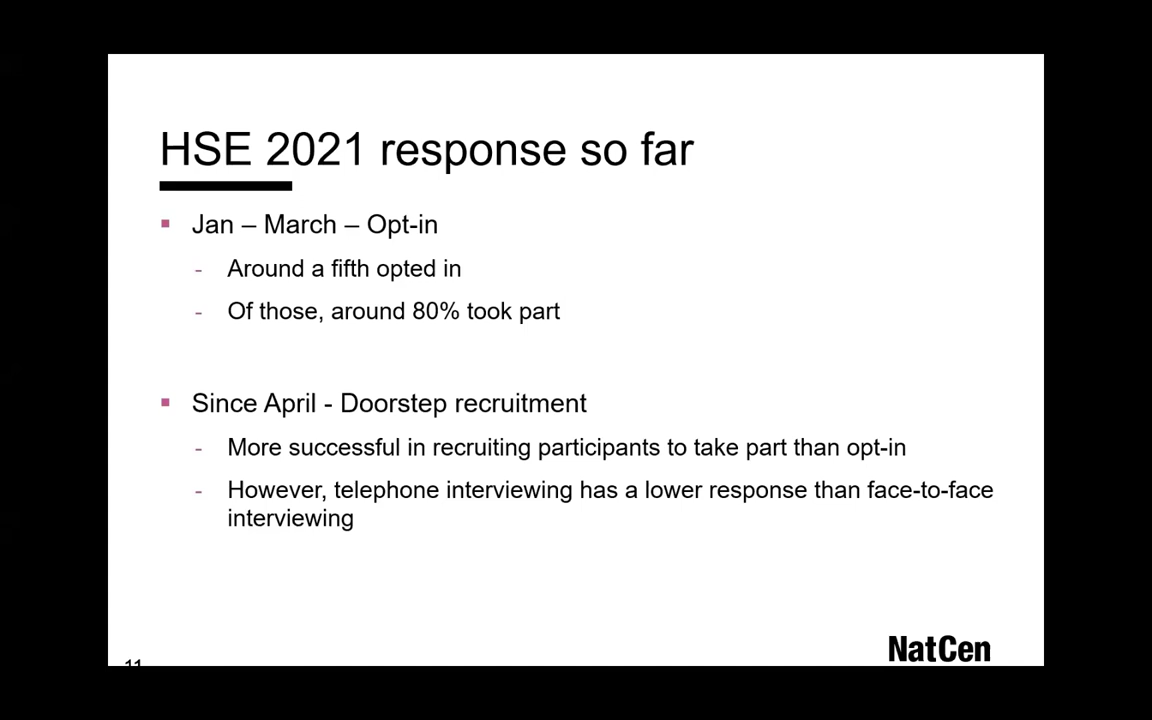 HSE 2021 response so far
▪ Jan – March – Opt-in
- Around a fifth opted in
- Of those, around 80% took part
▪ Since April - Doorstep recruitment
- More successful in recruiting participants to take part than opt-in
- However, telephone interviewing has a lower response than face-to-face
interviewing
NatCen
11